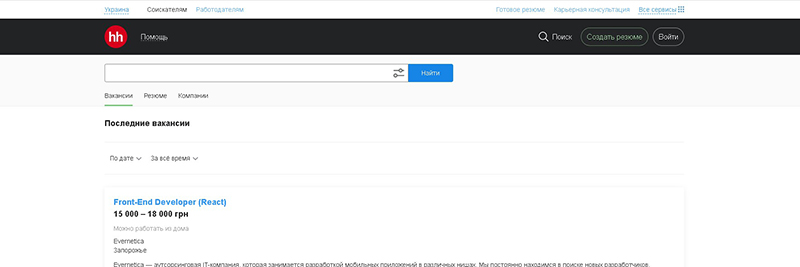 Украина Соискателям Работодателям Готовое резюме Карьерная консультация Все сервисы
hh Помощь Поиск Создать резюме Войти
Найти
Вакансии Резюме Компании
Последние вакансии
По дате За всё время
Front-End Developer (React)
15 000 – 18 000 грн
Можно работать из дома
Evernetica
Запорожье
Evernetica — аутсорсинговая IT-компания, которая занимается разработкой мобильных приложений в различных нишах. Мы постоянно находимся в поиске новых разработчиков,